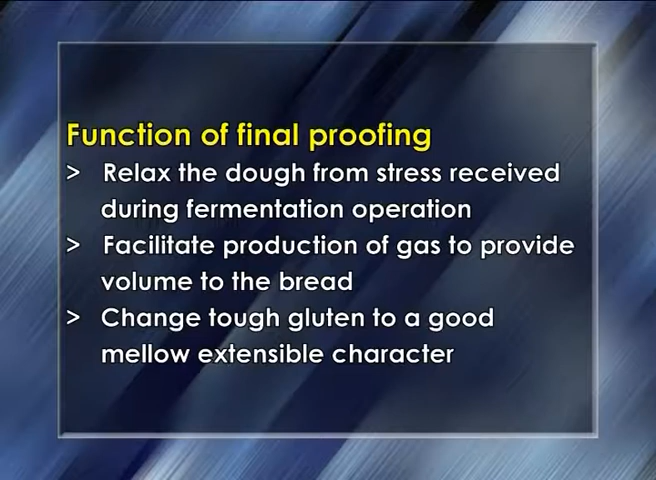 Function of final proofing
> Relax the dough from stress received
during fermentation operation
> Facilitate production of gas to provide
volume to the bread
> Change tough gluten to a good
mellow extensible character